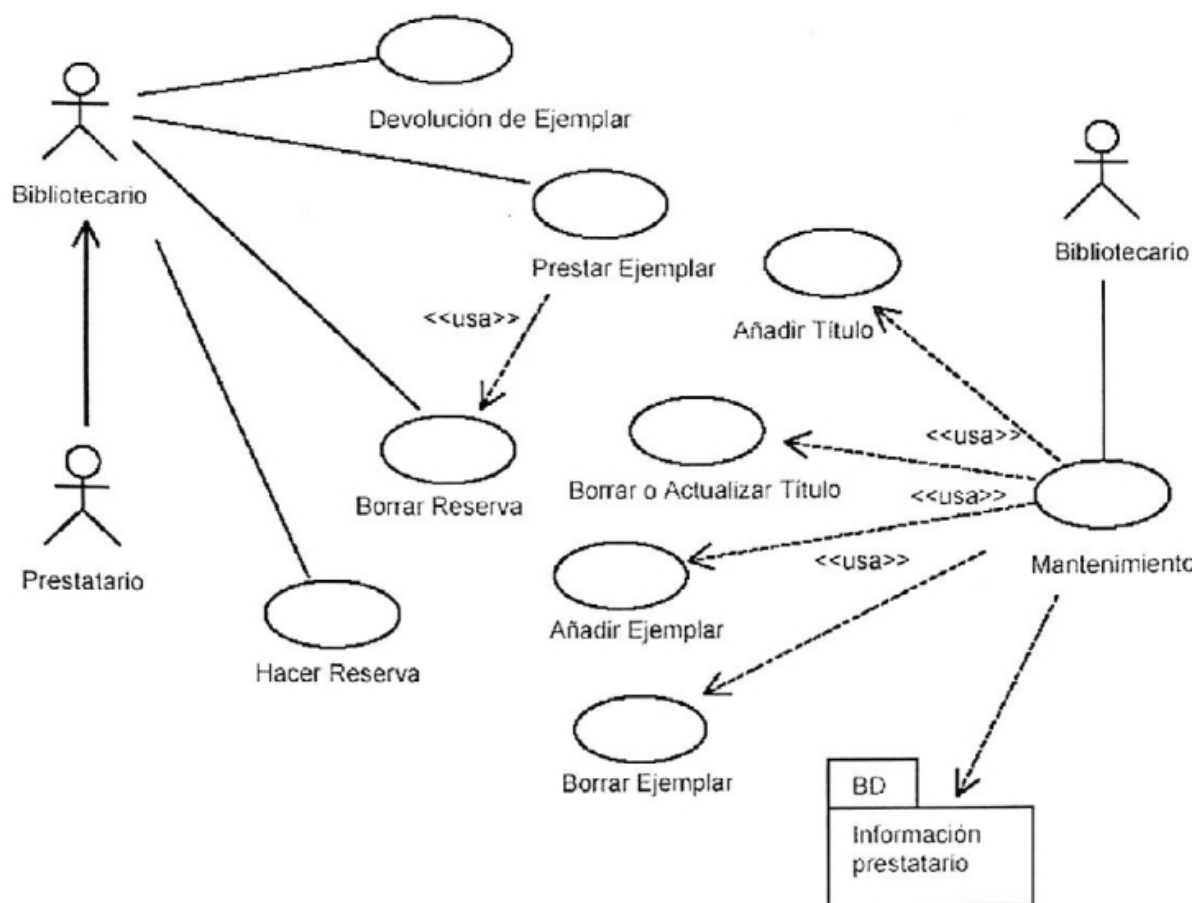 Devolución de Ejemplar
Bibliotecario
Bibliotecario
Prestar Ejemplar
<<usa>>
Añadir Título
<<usa>>
Borrar o Actualizar Título
<<usa>>
Borrar Reserva
<<usa>>
Mantenimiento
Prestatario
Añadir Ejemplar
Hacer Reserva
Borrar Ejemplar
BD
Información
prestatario